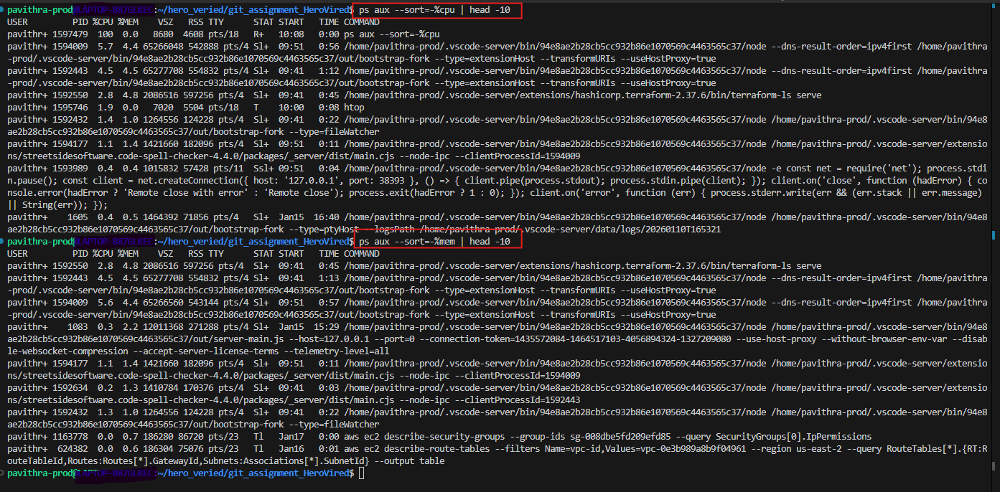 pavithra-prod@LAPTOP-B87GLKEC:~/hero_veried/git_assignment_HeroVired$ ps aux --sort=-%cpu | head -10
USER         PID %CPU %MEM    VSZ   RSS TTY      STAT START   TIME COMMAND
pavithr+ 1597479  100  0.0   8680  4608 pts/18   R+   10:08   0:00 ps aux --sort=-%cpu
pavithr+ 1594009  5.7  4.4 65266048 542888 pts/4 Sl+  09:51   0:56 /home/pavithra-prod/.vscode-server/bin/94e8ae2b28cb5cc932b86e1070569c4463565c37/node --dns-result-order=ipv4first /home/pavithra
-prod/.vscode-server/bin/94e8ae2b28cb5cc932b86e1070569c4463565c37/out/bootstrap-fork --type=extensionHost --transformURIs --useHostProxy=true
pavithr+ 1592443  4.5  4.5 65277708 554832 pts/4 Sl+  09:41   1:12 /home/pavithra-prod/.vscode-server/bin/94e8ae2b28cb5cc932b86e1070569c4463565c37/node --dns-result-order=ipv4first /home/pavithra
-prod/.vscode-server/bin/94e8ae2b28cb5cc932b86e1070569c4463565c37/out/bootstrap-fork --type=extensionHost --transformURIs --useHostProxy=true
pavithr+ 1592550  2.8  4.8 2086516 597256 pts/4  Sl+  09:41   0:45 /home/pavithra-prod/.vscode-server/extensions/hashicorp.terraform-2.37.6/bin/terraform-ls serve
pavithr+ 1595746  1.9  0.0   7020  5504 pts/18   T    10:00   0:08 htop
pavithr+ 1592432  1.4  1.0 1264556 124228 pts/4  Sl+  09:41   0:22 /home/pavithra-prod/.vscode-server/bin/94e8ae2b28cb5cc932b86e1070569c4463565c37/node /home/pavithra-prod/.vscode-server/bin/94e8
ae2b28cb5cc932b86e1070569c4463565c37/out/bootstrap-fork --type=fileWatcher
pavithr+ 1594177  1.1  1.4 1421660 182096 pts/4  Sl+  09:51   0:11 /home/pavithra-prod/.vscode-server/bin/94e8ae2b28cb5cc932b86e1070569c4463565c37/node /home/pavithra-prod/.vscode-server/extensio
ns/streetsidesoftware.code-spell-checker-4.4.0/packages/_server/dist/main.cjs --node-ipc --clientProcessId=1594009
pavithr+ 1593989  0.4  0.4 1015832 57428 pts/11  Ssl+ 09:51   0:04 /home/pavithra-prod/.vscode-server/bin/94e8ae2b28cb5cc932b86e1070569c4463565c37/node -e const net = require('net'); process.stdi
n.pause(); const client = net.createConnection({ host: '127.0.0.1', port: 38393 }, () => { client.pipe(process.stdout); process.stdin.pipe(client); }); client.on('close', function (hadError) { co
nsole.error(hadError ? 'Remote close with error' : 'Remote close'); process.exit(hadError ? 1 : 0); }); client.on('error', function (err) { process.stderr.write(err && (err.stack || err.message)
|| String(err)); });
pavithr+    1605  0.4  0.5 1464392 71856 pts/4   Sl+  Jan15  16:40 /home/pavithra-prod/.vscode-server/bin/94e8ae2b28cb5cc932b86e1070569c4463565c37/node /home/pavithra-prod/.vscode-server/bin/94e8
ae2b28cb5cc932b86e1070569c4463565c37/out/bootstrap-fork --type=ptyHost --logsPath /home/pavithra-prod/.vscode-server/data/logs/20260110T165321
pavithra-prod@LAPTOP-B87GLKEC:~/hero_veried/git_assignment_HeroVired$ ps aux --sort=-%mem | head -10
USER         PID %CPU %MEM    VSZ   RSS TTY      STAT START   TIME COMMAND
pavithr+ 1592550  2.8  4.8 2086516 597256 pts/4  Sl+  09:41   0:45 /home/pavithra-prod/.vscode-server/extensions/hashicorp.terraform-2.37.6/bin/terraform-ls serve
pavithr+ 1592443  4.5  4.5 65277708 554832 pts/4 Sl+  09:41   1:13 /home/pavithra-prod/.vscode-server/bin/94e8ae2b28cb5cc932b86e1070569c4463565c37/node --dns-result-order=ipv4first /home/pavithra
-prod/.vscode-server/bin/94e8ae2b28cb5cc932b86e1070569c4463565c37/out/bootstrap-fork --type=extensionHost --transformURIs --useHostProxy=true
pavithr+ 1594009  5.6  4.4 65266560 543144 pts/4 Sl+  09:51   0:57 /home/pavithra-prod/.vscode-server/bin/94e8ae2b28cb5cc932b86e1070569c4463565c37/node --dns-result-order=ipv4first /home/pavithra
-prod/.vscode-server/bin/94e8ae2b28cb5cc932b86e1070569c4463565c37/out/bootstrap-fork --type=extensionHost --transformURIs --useHostProxy=true
pavithr+    1083  0.3  2.2 12011368 271288 pts/4 Sl+  Jan15  15:29 /home/pavithra-prod/.vscode-server/bin/94e8ae2b28cb5cc932b86e1070569c4463565c37/node /home/pavithra-prod/.vscode-server/bin/94e8
ae2b28cb5cc932b86e1070569c4463565c37/out/server-main.js --host=127.0.0.1 --port=0 --connection-token=1435572084-1464517103-4056894324-1327209080 --use-host-proxy --without-browser-env-var --disab
le-websocket-compression --accept-server-license-terms --telemetry-level=all
pavithr+ 1594177  1.1  1.4 1421660 182096 pts/4  Sl+  09:51   0:11 /home/pavithra-prod/.vscode-server/bin/94e8ae2b28cb5cc932b86e1070569c4463565c37/node /home/pavithra-prod/.vscode-server/extensio
ns/streetsidesoftware.code-spell-checker-4.4.0/packages/_server/dist/main.cjs --node-ipc --clientProcessId=1594009
pavithr+ 1592634  0.2  1.3 1410784 170376 pts/4  Sl+  09:41   0:03 /home/pavithra-prod/.vscode-server/bin/94e8ae2b28cb5cc932b86e1070569c4463565c37/node /home/pavithra-prod/.vscode-server/extensio
ns/streetsidesoftware.code-spell-checker-4.4.0/packages/_server/dist/main.cjs --node-ipc --clientProcessId=1592443
pavithr+ 1592432  1.3  1.0 1264556 124228 pts/4  Sl+  09:41   0:22 /home/pavithra-prod/.vscode-server/bin/94e8ae2b28cb5cc932b86e1070569c4463565c37/node /home/pavithra-prod/.vscode-server/bin/94e8
ae2b28cb5cc932b86e1070569c4463565c37/out/bootstrap-fork --type=fileWatcher
pavithr+ 1163778  0.0  0.7 186280 86720 pts/23   Tl   Jan17   0:00 aws ec2 describe-security-groups --group-ids sg-008dbe5fd209efd85 --query SecurityGroups[0].IpPermissions
pavithr+  624382  0.0  0.6 186304 75076 pts/23   Tl   Jan16   0:01 aws ec2 describe-route-tables --filters Name=vpc-id,Values=vpc-0e3b989a8b9f04961 --region us-east-2 --query RouteTables[*].{RT:R
outeTableId,Routes:Routes[*].GatewayId,Subnets:Associations[*].SubnetId} --output table
pavithra-prod@LAPTOP-B87GLKEC:~/hero_veried/git_assignment_HeroVired$